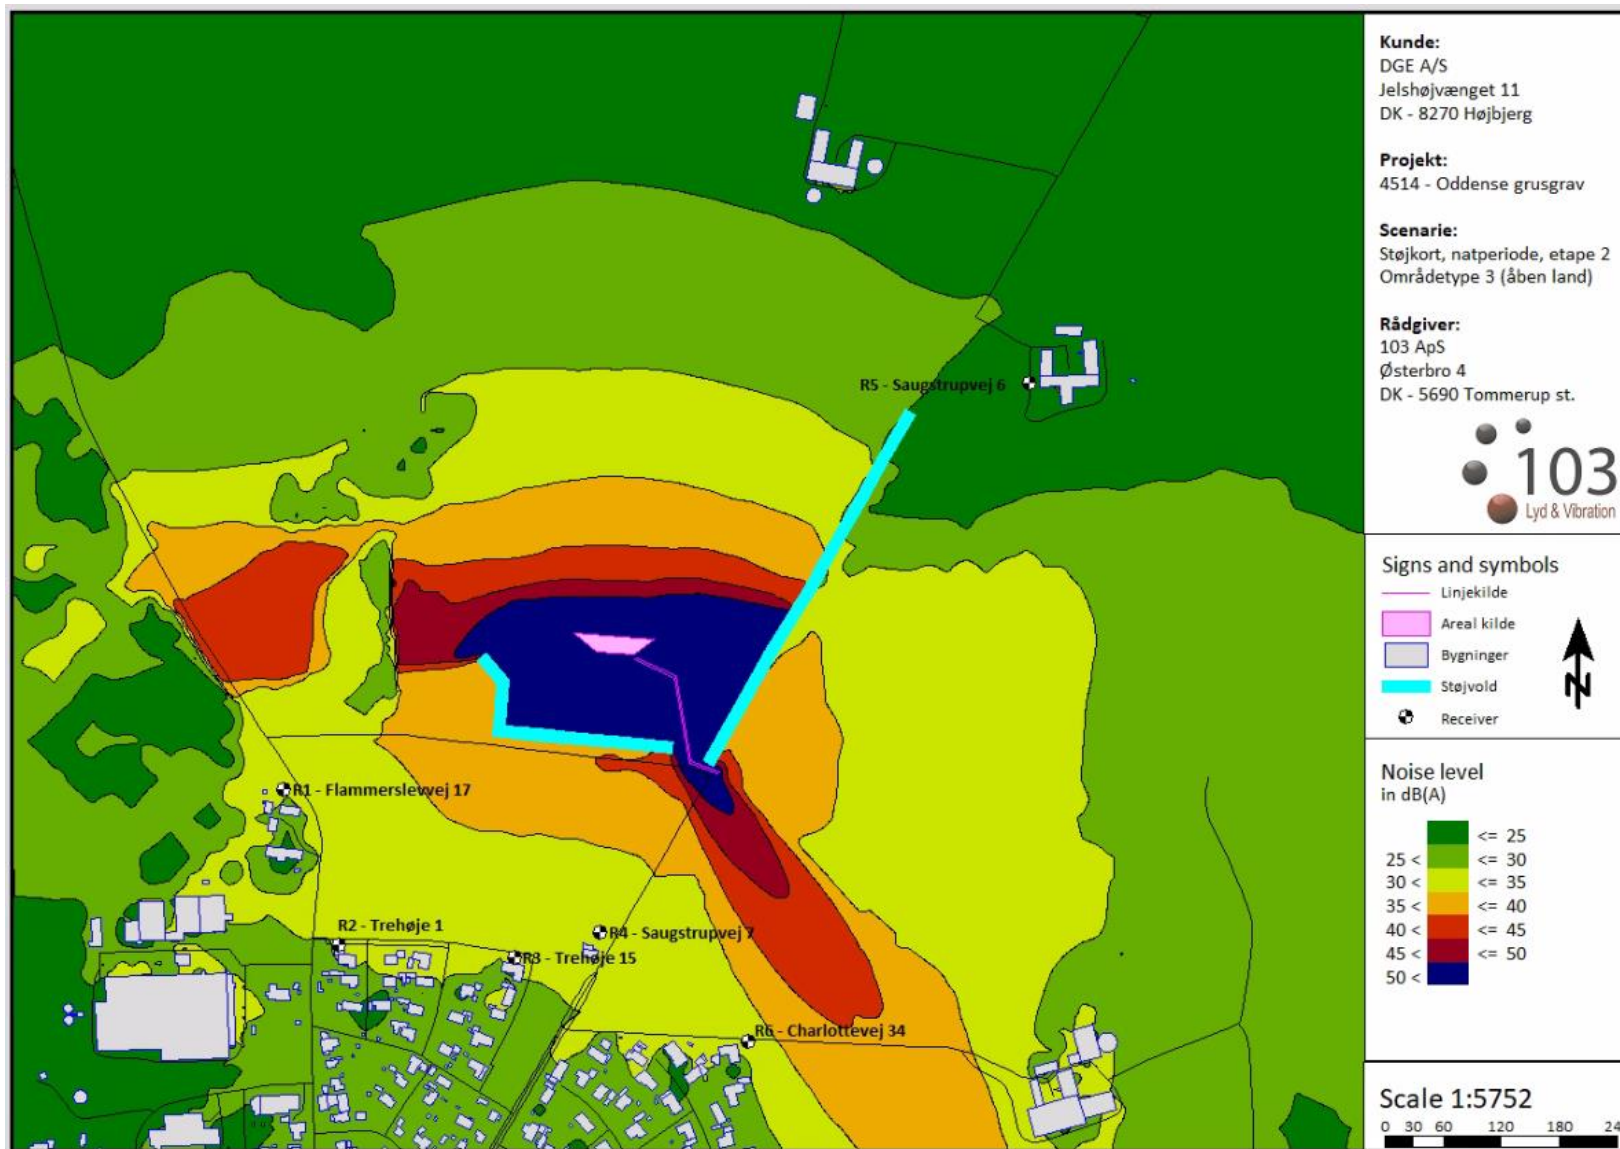 Kunde:
DGE A/S
Jelshøjvænget 11
DK - 8270 Højbjerg
Projekt:
4514 - Oddense grusgrav
Scenarie:
Støjkort, natperiode, etape 2
Områdetype 3 (åben land)
Rådgiver:
103 ApS
Østerbro 4
DK - 5690 Tommerup st.
103
Lyd & Vibration
Signs and symbols
Linjekilde
Areal kilde
Bygninger
Støjvold
Receiver
N
Noise level
in dB(A)
<= 25
25 < <= 30
30 < <= 35
35 < <= 40
40 < <= 45
45 < <= 50
50 <
Scale 1:5752
0 30 60 120 180 24
R5 - Saugstrupvej 6
R1 - Flammerslevvej 17
R2 - Trehøje 1
R4 - Saugstrupvej 7
R3 - Trehøje 15
R6 - Charlottevej 34